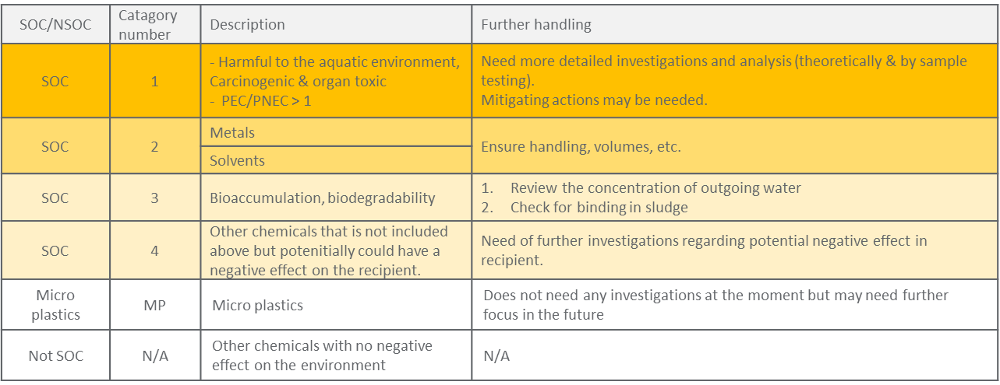 SOC/NSOC
Catagory
number
Description
Further handling
SOC
1
- Harmful to the aquatic environment,
Carcinogenic & organ toxic
- PEC/PNEC > 1
Need more detailed investigations and analysis (theoretically & by sample
testing).
Mitigating actions may be needed.
SOC
2
Metals
Solvents
Ensure handling, volumes, etc.
SOC
3
Bioaccumulation, biodegradability
1. Review the concentration of outgoing water
2. Check for binding in sludge
SOC
4
Other chemicals that is not included
above but potenitially could have a
negative effect on the recipient.
Need of further investigations regarding potential negative effect in
recipient.
Micro
plastics
MP
Micro plastics
Does not need any investigations at the moment but may need further
focus in the future
Not SOC
N/A
Other chemicals with no negative
effect on the environment
N/A